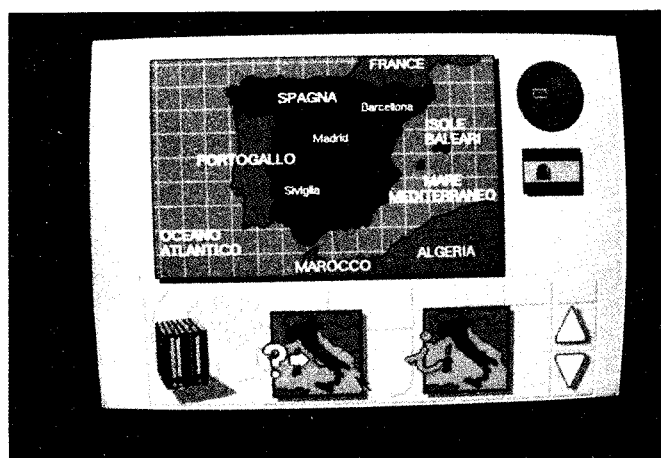 FRANCE
SPAGNA
Barcellona
ISOLE
BALEARI
Madrid
PORTOGALLO
MARE
MEDITERRANEO
Siviglia
OCEANO
ATLANTICO
ALGERIA
MAROCCO
?